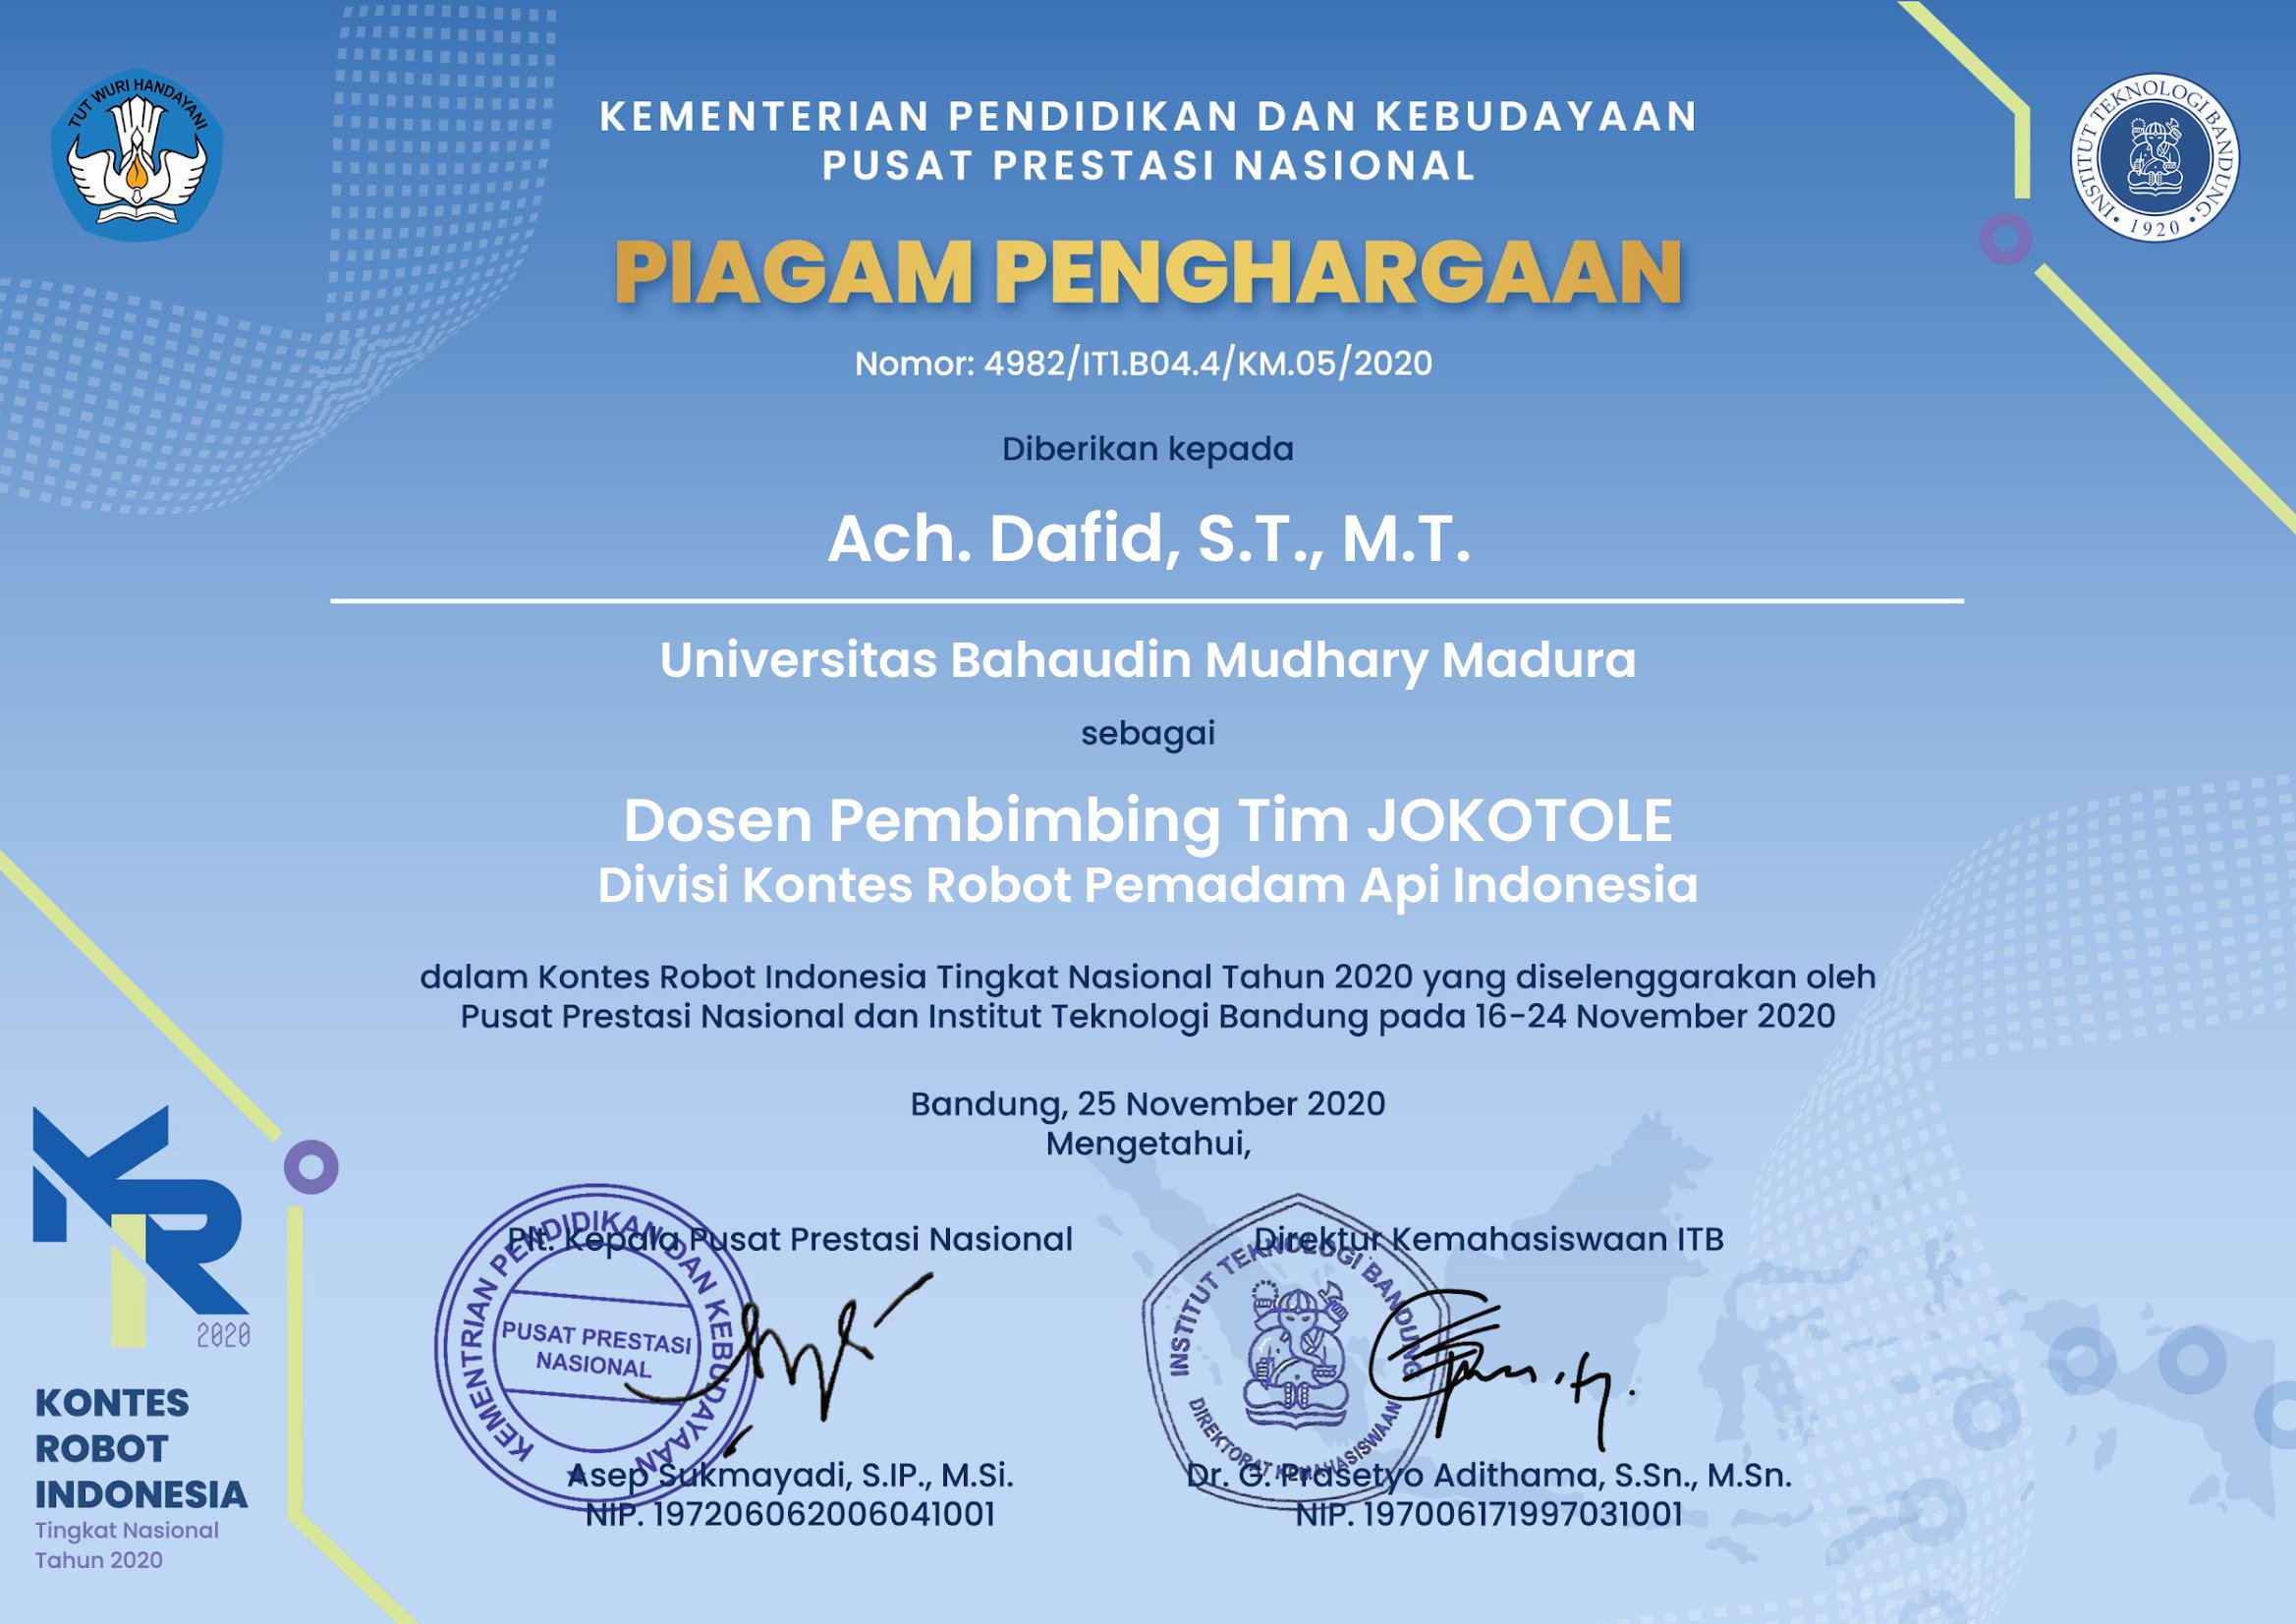 TUT WURI HANDAYANI
INSTITUT TEKNOLOGI BANDUNG
1920
KEMENTERIAN PENDIDIKAN DAN KEBUDAYAAN
PUSAT PRESTASI NASIONAL
PIAGAM PENGHARGAAN
Nomor: 4982/IT1.B04.4/KM.05/2020
Diberikan kepada
Ach. Dafid, S.T., M.T.
Universitas Bahaudin Mudhary Madura
sebagai
Dosen Pembimbing Tim JOKOTOLE
Divisi Kontes Robot Pemadam Api Indonesia
dalam Kontes Robot Indonesia Tingkat Nasional Tahun 2020 yang diselenggarakan oleh
Pusat Prestasi Nasional dan Institut Teknologi Bandung pada 16-24 November 2020
Bandung, 25 November 2020
Mengetahui,
Plt. Kepala Pusat Prestasi Nasional
KEMENTRIAN PENDIDIKAN DAN KEBUDAYAAN
PUSAT PRESTASI
NASIONAL
Asep Sukmayadi, S.IP., M.Si.
NIP. 197206062006041001
Direktur Kemahasiswaan ITB
INSTITUT TEKNOLOGI BANDUNG
DIREKTORAT KEMAHASISWAAN
Dr. G. Prasetyo Adithama, S.Sn., M.Sn.
NIP. 197006171997031001
KR
2020
KONTES
ROBOT
INDONESIA
Tingkat Nasional
Tahun 2020